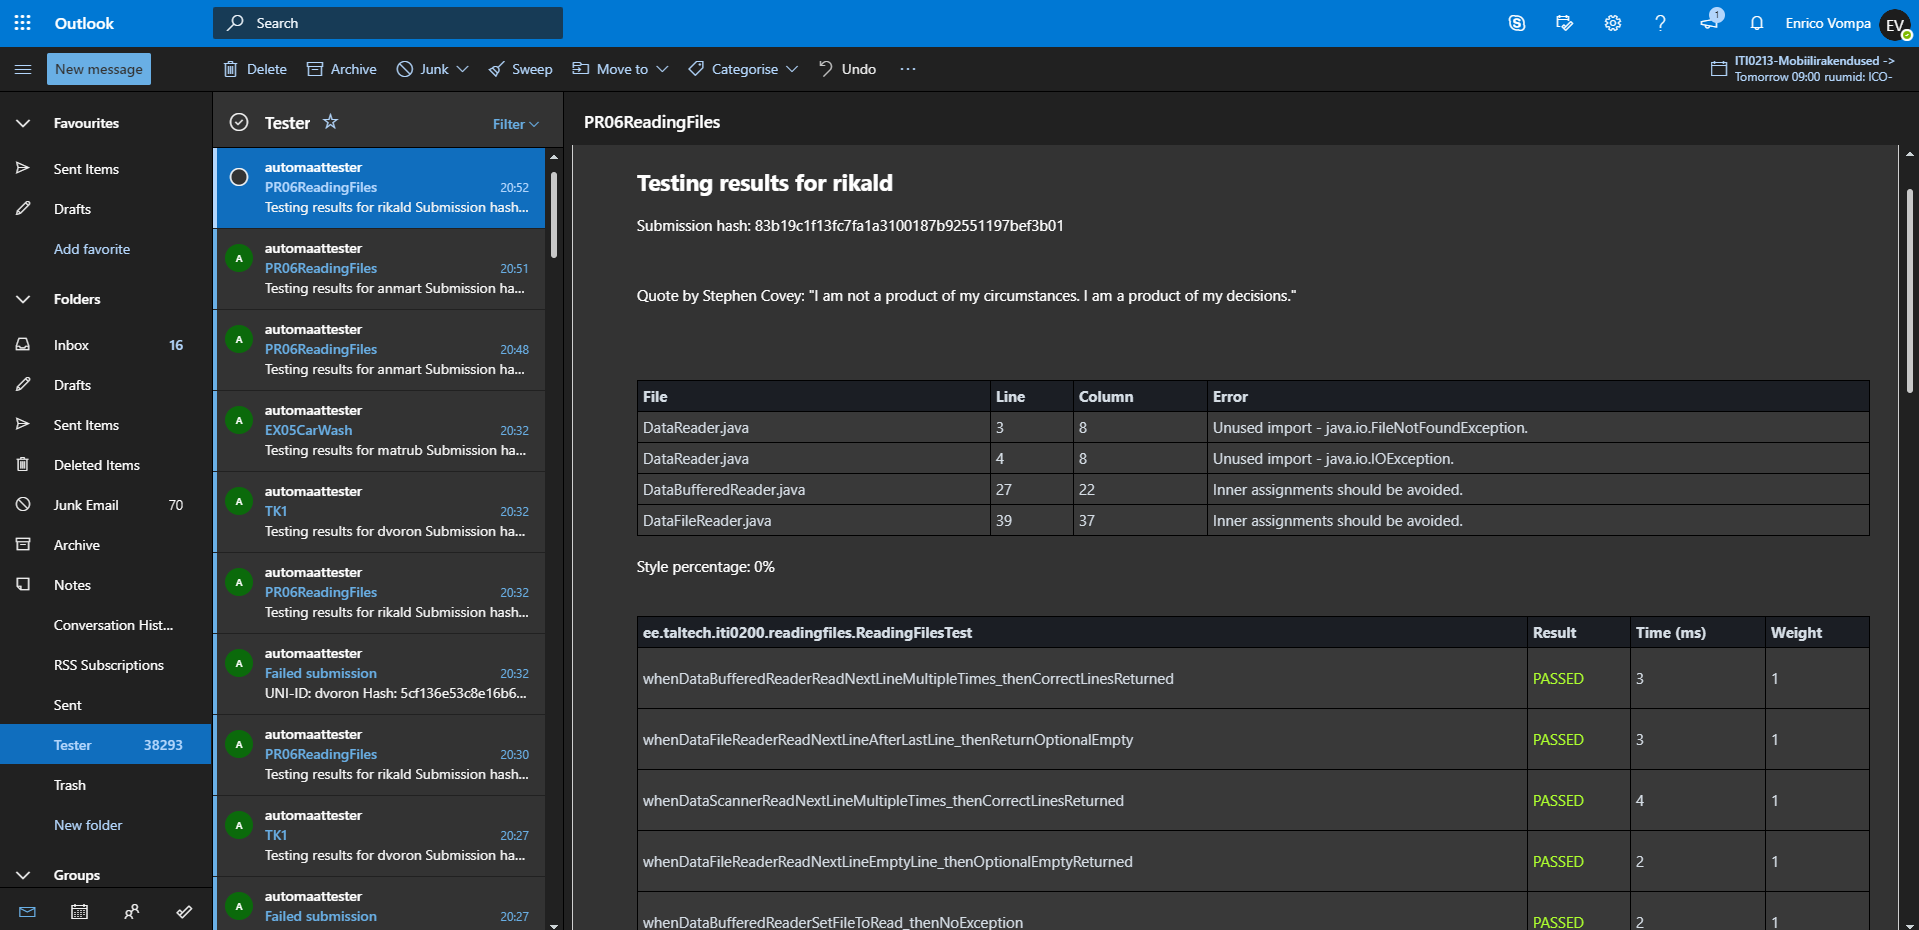 Outlook
Search
1
Enrico Vompa
EV
New message
Delete
Archive
Junk
Sweep
Move to
Categorise
Undo
ITI0213-Mobiilirakendused ->
Tomorrow 09:00 ruumid: ICO-
Favourites
Sent Items
Drafts
Add favorite
Folders
Inbox 16
Drafts
Sent Items
Deleted Items
Junk Email 70
Archive
Notes
Conversation Hist...
RSS Subscriptions
Sent
Tester 38293
Trash
New folder
Groups
Tester
Filter
automaattester
PR06ReadingFiles 20:52
Testing results for rikald Submission hash...
A
automaattester
PR06ReadingFiles 20:51
Testing results for anmart Submission ha...
A
automaattester
PR06ReadingFiles 20:48
Testing results for anmart Submission ha...
A
automaattester
EX05CarWash 20:32
Testing results for matrub Submission ha...
A
automaattester
TK1 20:32
Testing results for dvoron Submission ha...
A
automaattester
PR06ReadingFiles 20:32
Testing results for rikald Submission hash...
A
automaattester
Failed submission 20:32
UNI-ID: dvoron Hash: 5cf136e53c8e16b6...
A
automaattester
PR06ReadingFiles 20:30
Testing results for rikald Submission hash...
A
automaattester
TK1 20:27
Testing results for dvoron Submission ha...
A
automaattester
Failed submission 20:27
PR06ReadingFiles
Testing results for rikald
Submission hash: 83b19c1f13fc7fa1a3100187b92551197bef3b01
Quote by Stephen Covey: "I am not a product of my circumstances. I am a product of my decisions."
File Line Column Error
DataReader.java 3 8 Unused import - java.io.FileNotFoundException.
DataReader.java 4 8 Unused import - java.io.IOException.
DataBufferedReader.java 27 22 Inner assignments should be avoided.
DataFileReader.java 39 37 Inner assignments should be avoided.
Style percentage: 0%
ee.taltech.iti0200.readingfiles.ReadingFilesTest Result Time (ms) Weight
whenDataBufferedReaderReadNextLineMultipleTimes_thenCorrectLinesReturned PASSED 3 1
whenDataFileReaderReadNextLineAfterLastLine_thenReturnOptionalEmpty PASSED 3 1
whenDataScannerReadNextLineMultipleTimes_thenCorrectLinesReturned PASSED 4 1
whenDataFileReaderReadNextLineEmptyLine_thenOptionalEmptyReturned PASSED 2 1
whenDataBufferedReaderSetFileToRead_thenNoException PASSED 2 1